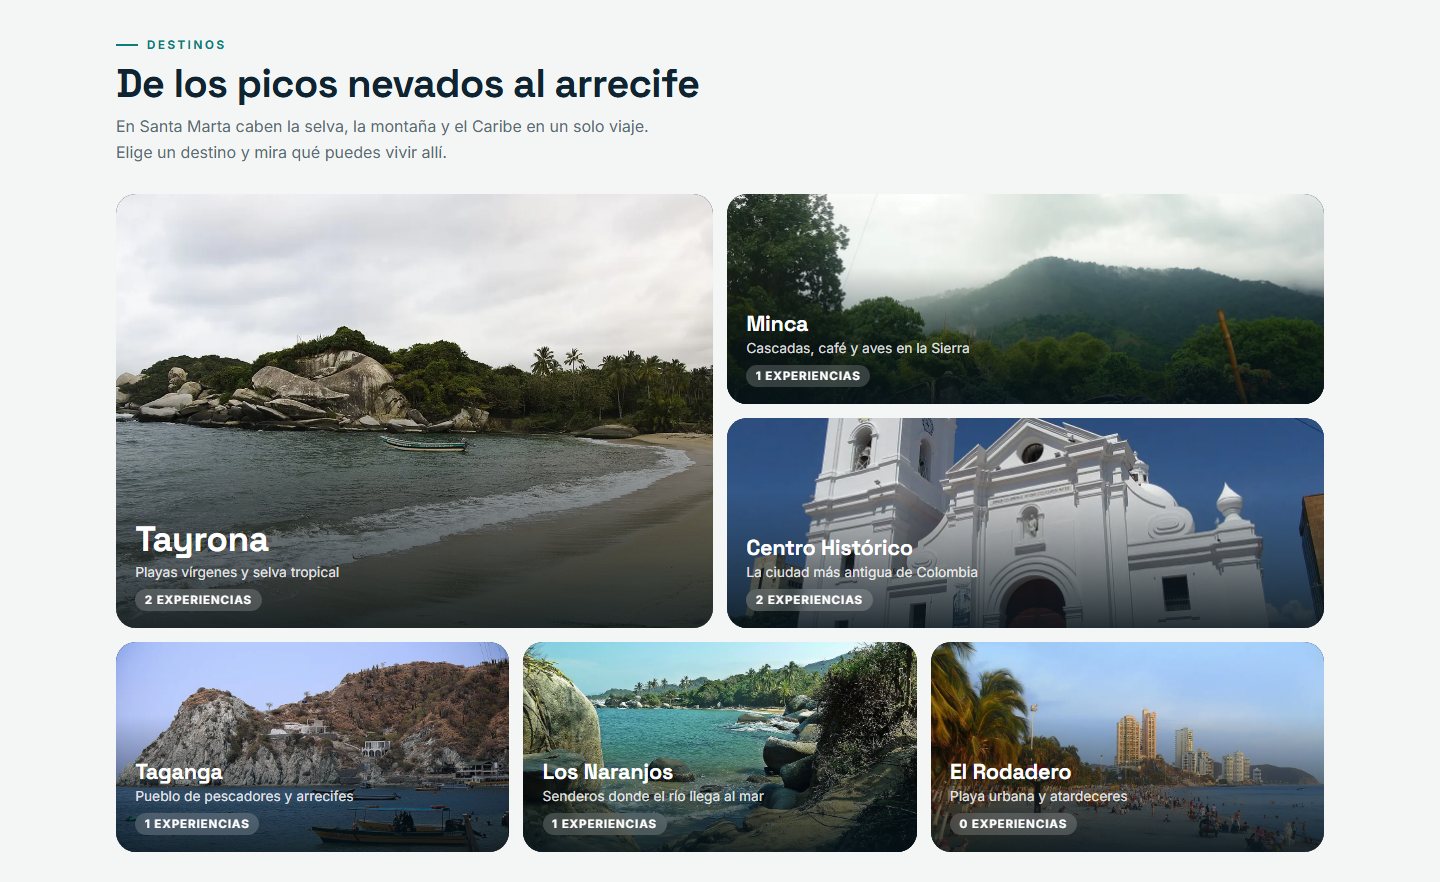 DESTINOS
De los picos nevados al arrecife
En Santa Marta caben la selva, la montaña y el Caribe en un solo viaje.
Elige un destino y mira qué puedes vivir allí.
Tayrona
Playas vírgenes y selva tropical
2 EXPERIENCIAS
Minca
Cascadas, café y aves en la Sierra
1 EXPERIENCIAS
Centro Histórico
La ciudad más antigua de Colombia
2 EXPERIENCIAS
Taganga
Pueblo de pescadores y arrecifes
1 EXPERIENCIAS
Los Naranjos
Senderos donde el río llega al mar
1 EXPERIENCIAS
El Rodadero
Playa urbana y atardeceres
0 EXPERIENCIAS